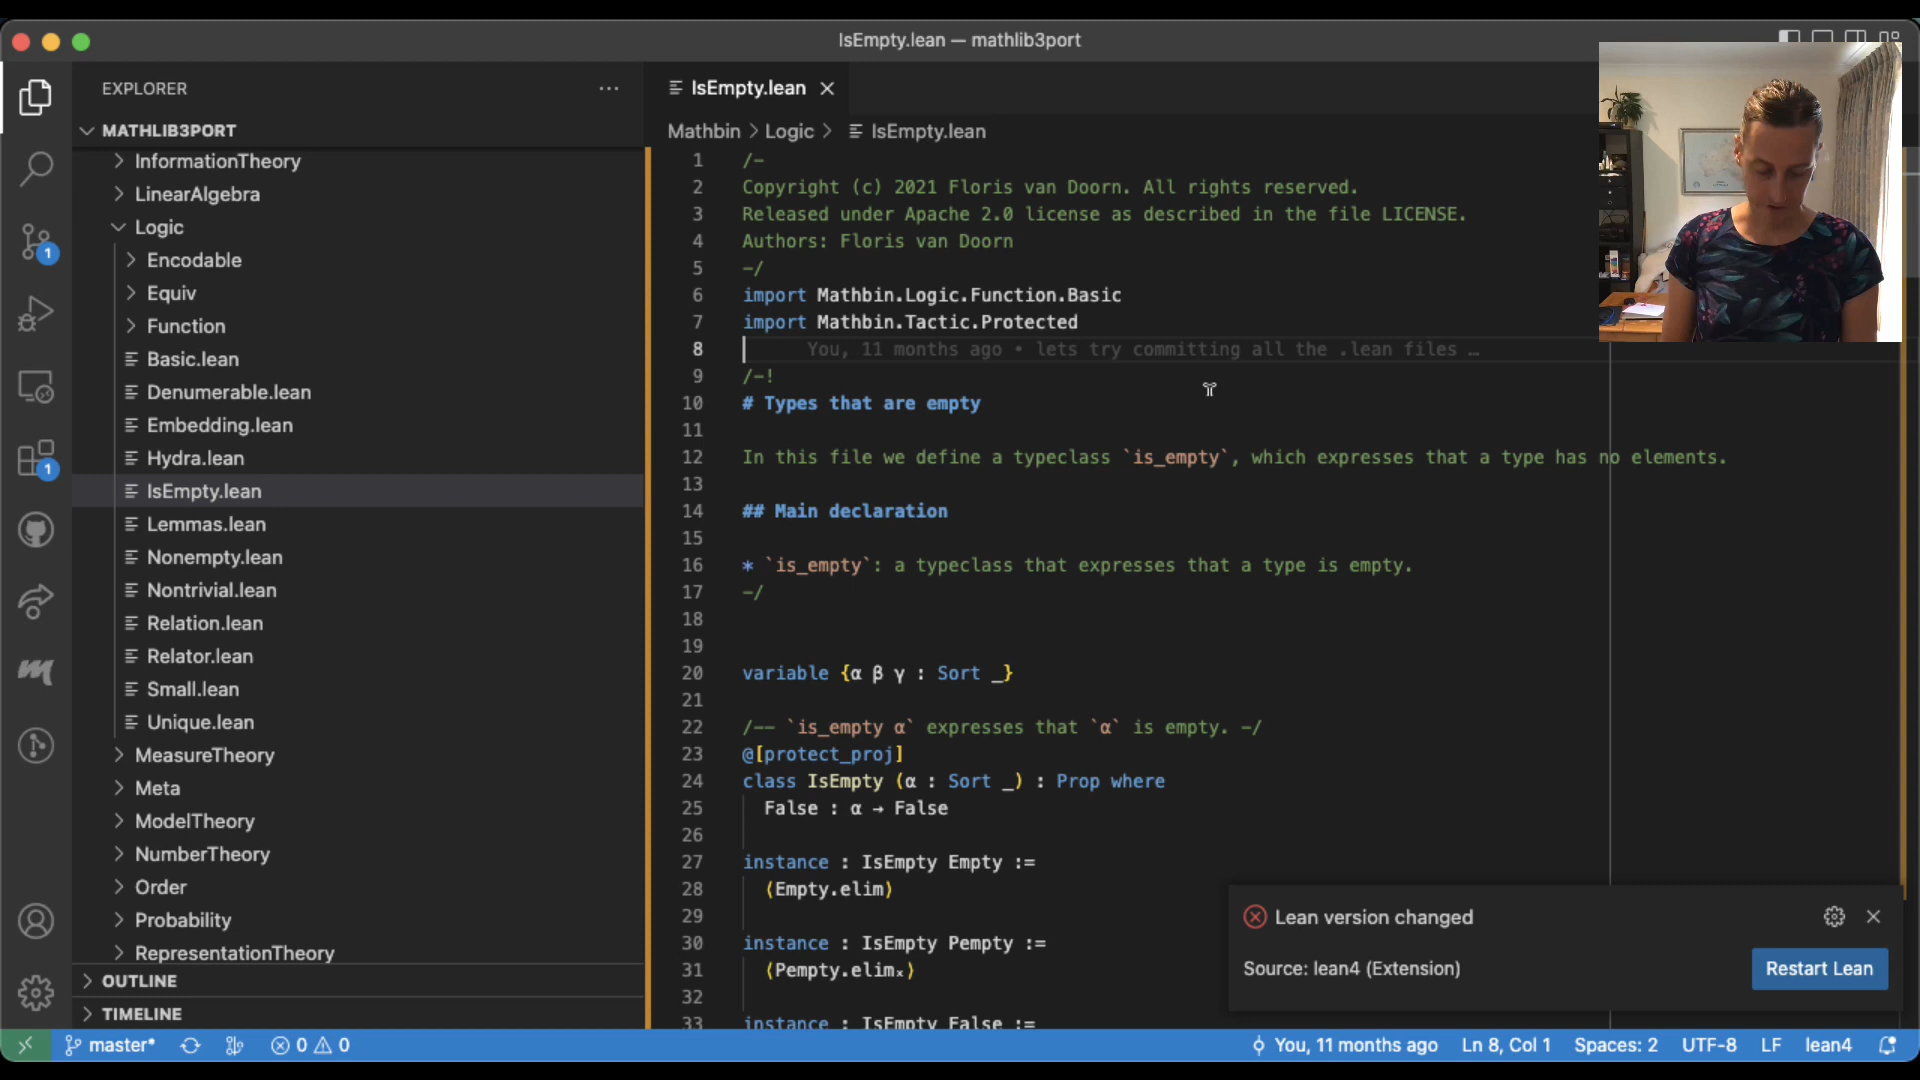 IsEmpty.lean — mathlib3port
EXPLORER
MATHLIB3PORT
InformationTheory
LinearAlgebra
Logic
Encodable
Equiv
Function
Basic.lean
Denumerable.lean
Embedding.lean
Hydra.lean
IsEmpty.lean
Lemmas.lean
Nonempty.lean
Nontrivial.lean
Relation.lean
Relator.lean
Small.lean
Unique.lean
MeasureTheory
Meta
ModelTheory
NumberTheory
Order
Probability
RepresentationTheory
OUTLINE
TIMELINE
1
1
IsEmpty.lean
Mathbin > Logic > IsEmpty.lean
1 /-
2 Copyright (c) 2021 Floris van Doorn. All rights reserved.
3 Released under Apache 2.0 license as described in the file LICENSE.
4 Authors: Floris van Doorn
5 -/
6 import Mathbin.Logic.Function.Basic
7 import Mathbin.Tactic.Protected
8 You, 11 months ago • lets try committing all the .lean files …
9 /-!
10 # Types that are empty
11
12 In this file we define a typeclass `is_empty`, which expresses that a type has no elements.
13
14 ## Main declaration
15
16 * `is_empty`: a typeclass that expresses that a type is empty.
17 -/
18
19
20 variable {α β γ : Sort _}
21
22 /-- `is_empty α` expresses that `α` is empty. -/
23 @[protect_proj]
24 class IsEmpty (α : Sort _) : Prop where
25 False : α → False
26
27 instance : IsEmpty Empty :=
28 ⟨Empty.elim⟩
29
30 instance : IsEmpty Pempty :=
31 ⟨Pempty.elimₓ⟩
32
33 instance : IsEmpty False :=
Lean version changed
Source: lean4 (Extension)
Restart Lean
master* 0 0 You, 11 months ago Ln 8, Col 1 Spaces: 2 UTF-8 LF lean4